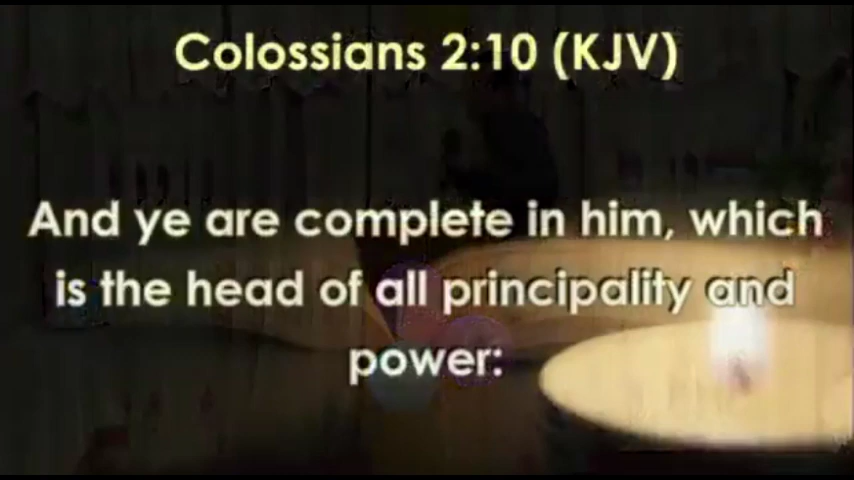 Colossians 2:10 (KJV)
And ye are complete in him, which
is the head of all principality and
power: